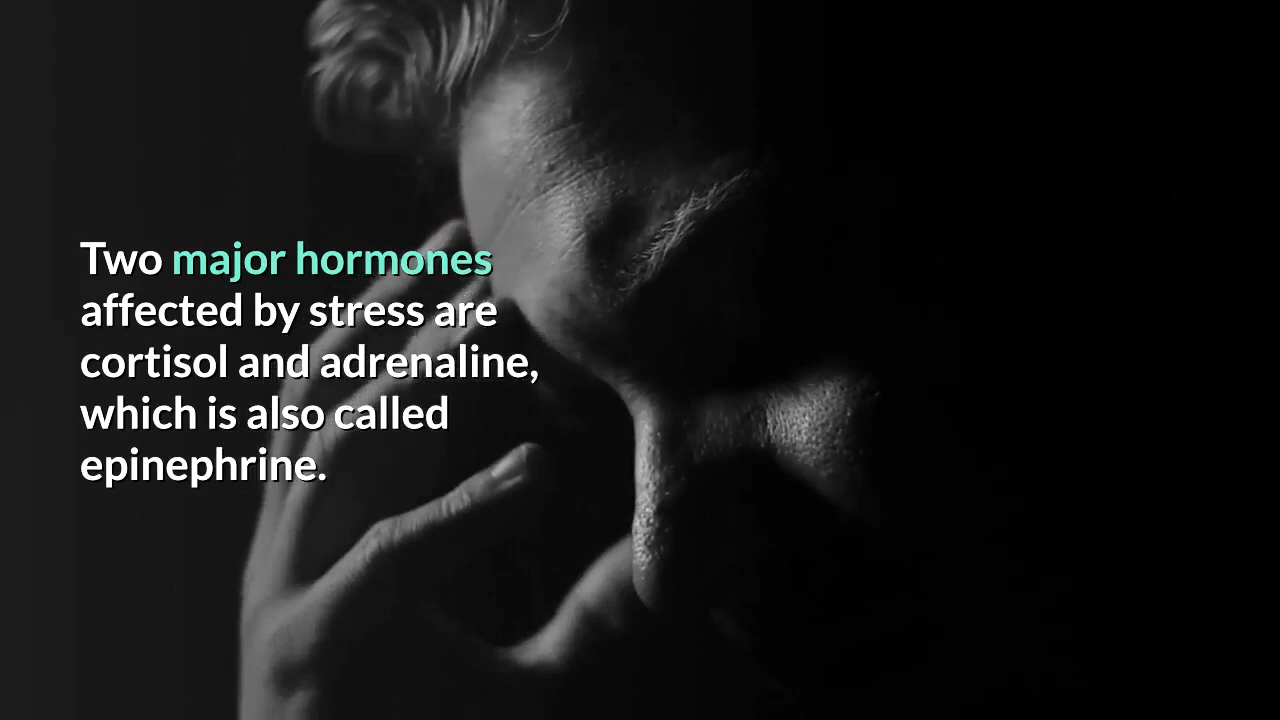 Two major hormones
affected by stress are
cortisol and adrenaline,
which is also called
epinephrine.